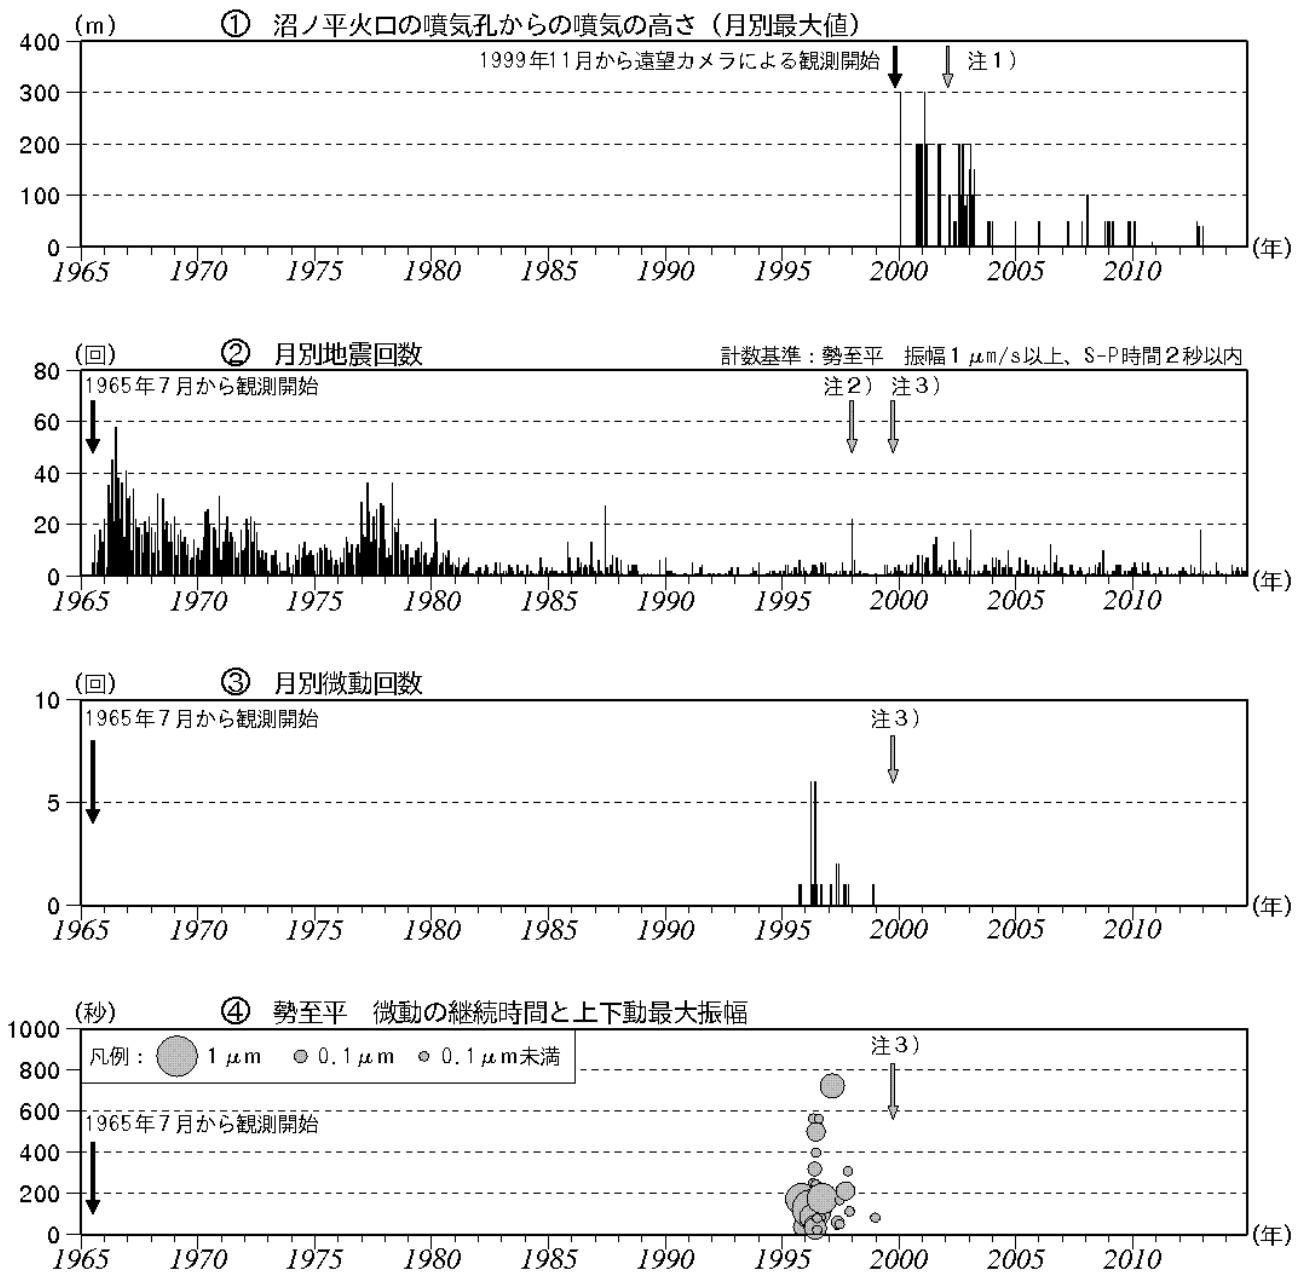 (m) ① 沼ノ平火口の噴気孔からの噴気の高さ（月別最大値）
400
1999年11月から遠望カメラによる観測開始 注1)
300
200
100
0
1965 1970 1975 1980 1985 1990 1995 2000 2005 2010 (年)
(回) ② 月別地震回数 計数基準：勢至平 振幅1μm/s以上、S-P時間2秒以内
80
1965年7月から観測開始 注2) 注3)
60
40
20
0
1965 1970 1975 1980 1985 1990 1995 2000 2005 2010 (年)
(回) ③ 月別微動回数
10
1965年7月から観測開始 注3)
5
0
1965 1970 1975 1980 1985 1990 1995 2000 2005 2010 (年)
(秒) ④ 勢至平 微動の継続時間と上下動最大振幅
1000
凡例： 1μm 0.1μm 0.1μm未満 注3)
800
600
1965年7月から観測開始
400
200
0
1965 1970 1975 1980 1985 1990 1995 2000 2005 2010 (年)